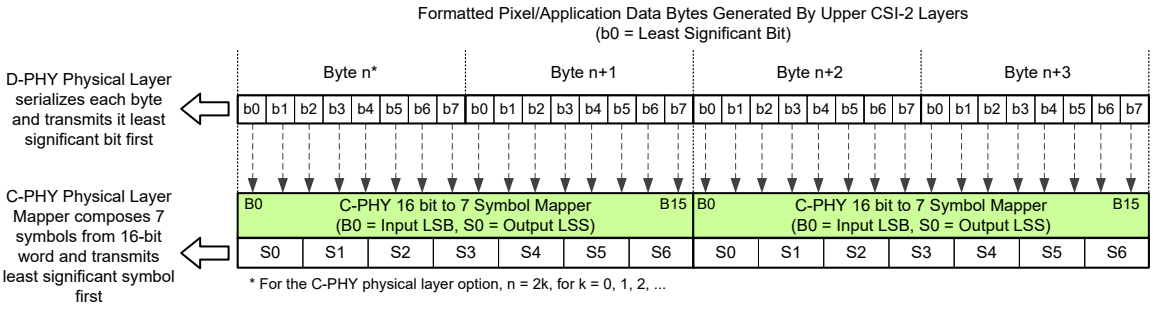 Formatted Pixel/Application Data Bytes Generated By Upper CSI-2 Layers
(b0 = Least Significant Bit)
D-PHY Physical Layer
serializes each byte
and transmits it least
significant bit first
Byte n*
Byte n+1
Byte n+2
Byte n+3
b0 b1 b2 b3 b4 b5 b6 b7 b0 b1 b2 b3 b4 b5 b6 b7 b0 b1 b2 b3 b4 b5 b6 b7 b0 b1 b2 b3 b4 b5 b6 b7
C-PHY Physical Layer
Mapper composes 7
symbols from 16-bit
word and transmits
least significant symbol
first
B0 C-PHY 16 bit to 7 Symbol Mapper B15
(B0 = Input LSB, S0 = Output LSS)
B0 C-PHY 16 bit to 7 Symbol Mapper B15
(B0 = Input LSB, S0 = Output LSS)
S0 S1 S2 S3 S4 S5 S6 S0 S1 S2 S3 S4 S5 S6
* For the C-PHY physical layer option, n = 2k, for k = 0, 1, 2, ...